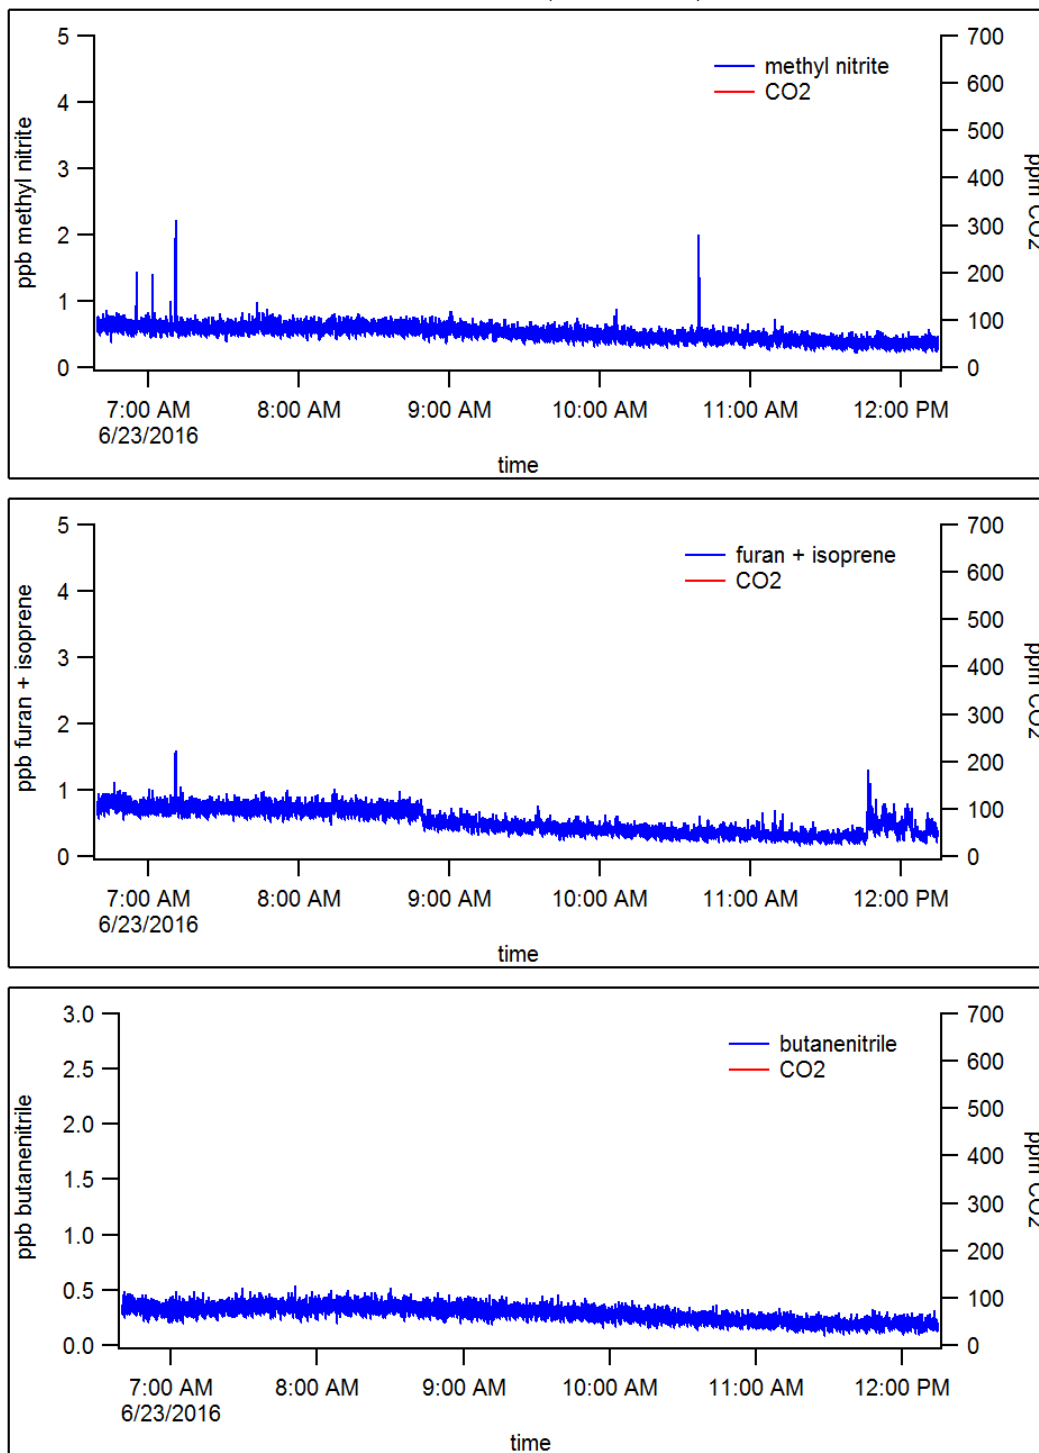 5
4
3
2
1
0
ppb methyl nitrite
methyl nitrite
CO2
700
600
500
400
300
200
100
0
ppm CO2
7:00 AM
8:00 AM
9:00 AM
10:00 AM
11:00 AM
12:00 PM
6/23/2016
time
5
4
3
2
1
0
ppb furan + isoprene
furan + isoprene
CO2
700
600
500
400
300
200
100
0
ppm CO2
7:00 AM
8:00 AM
9:00 AM
10:00 AM
11:00 AM
12:00 PM
6/23/2016
time
3.0
2.5
2.0
1.5
1.0
0.5
0.0
ppb butanenitrile
butanenitrile
CO2
700
600
500
400
300
200
100
0
ppm CO2
7:00 AM
8:00 AM
9:00 AM
10:00 AM
11:00 AM
12:00 PM
6/23/2016
time